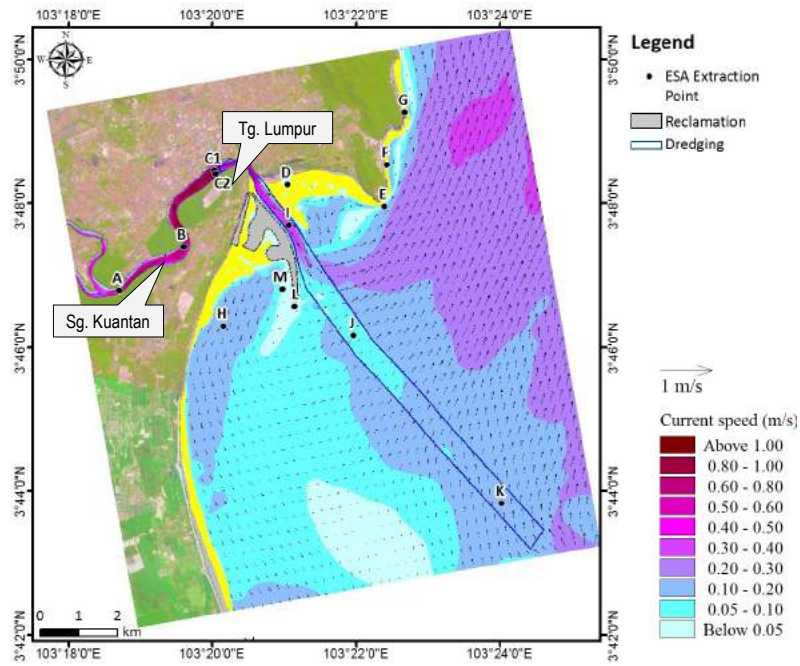 103°18'0"E 103°20'0"E 103°22'0"E 103°24'0"E
3°50'0"N
3°48'0"N
3°46'0"N
3°44'0"N
3°42'0"N
N
W E
S
G
Tg. Lumpur
C1
C2
F
D
E
I
B
A
M
L
H
Sg. Kuantan
J
K
0 1 2
km
103°18'0"E 103°20'0"E 103°22'0"E 103°24'0"E
3°50'0"N
3°48'0"N
3°46'0"N
3°44'0"N
3°42'0"N
Legend
ESA Extraction
Point
Reclamation
Dredging
1 m/s
Current speed (m/s)
Above 1.00
0.80 - 1.00
0.60 - 0.80
0.50 - 0.60
0.40 - 0.50
0.30 - 0.40
0.20 - 0.30
0.10 - 0.20
0.05 - 0.10
Below 0.05